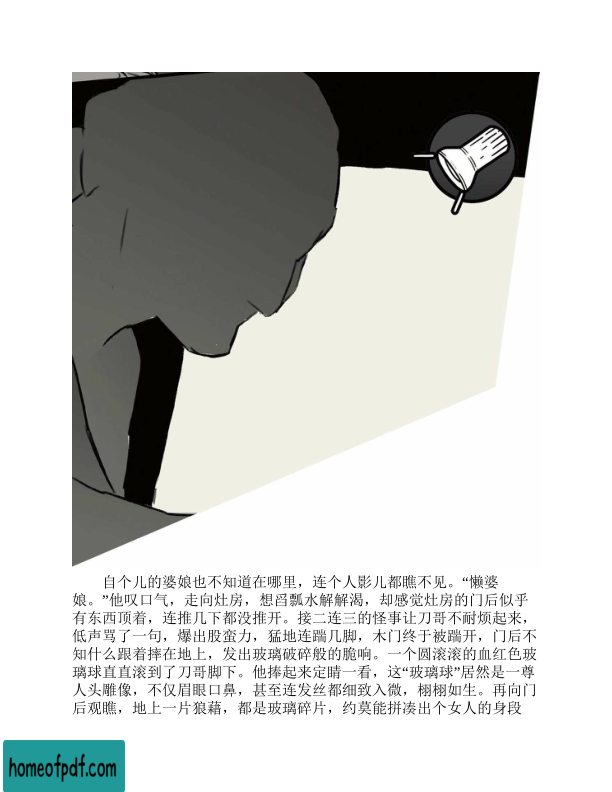 自个儿的婆娘也不知道在哪里，连个人影儿都瞧不见。“懒婆
娘。”他叹口气，走向灶房，想舀瓢水解解渴，却感觉灶房的门后似乎
有东西顶着，连推几下都没推开。接二连三的怪事让刀哥不耐烦起来，
低声骂了一句，爆出股蛮力，猛地连踹几脚，木门终于被踹开，门后不
知什么跟着摔在地上，发出玻璃破碎般的脆响。一个圆滚滚的血红色玻
璃球直直滚到了刀哥脚下。他捧起来定睛一看，这“玻璃球”居然是一尊
人头雕像，不仅眉眼口鼻，甚至连发丝都细致入微，栩栩如生。再向门
后观瞧，地上一片狼藉，都是玻璃碎片，约莫能拼凑出个女人的身段
homeofpdf.com